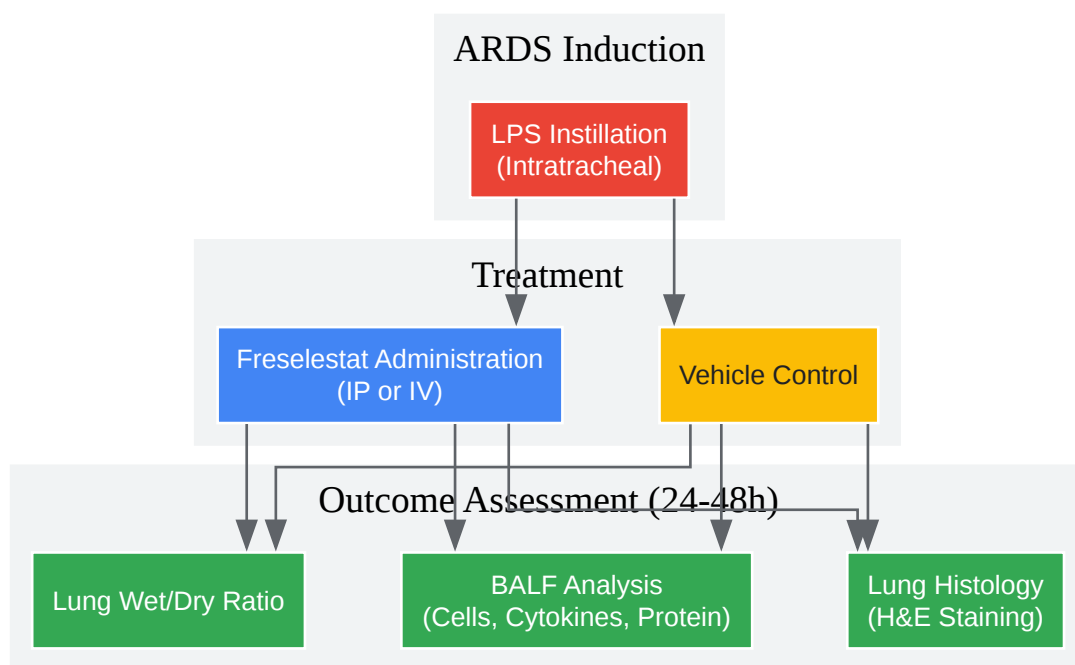 ARDS Induction
LPS Instillation
(Intratracheal)
Treatment
Freselestat Administration
(IP or IV)
Vehicle Control
Outcome Assessment (24-48h)
Lung Wet/Dry Ratio
BALF Analysis
(Cells, Cytokines, Protein)
Lung Histology
(H&E Staining)